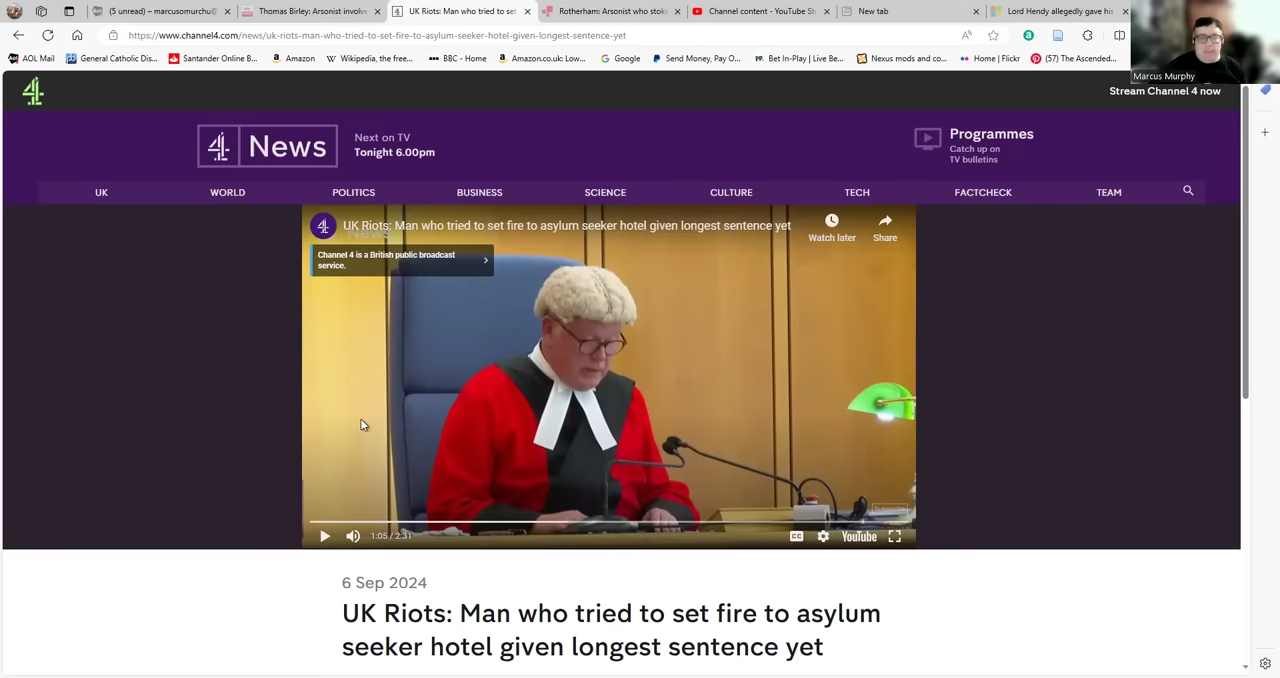 (5 unread) – marcusomurchu@
Thomas Birley: Arsonist involve
UK Riots: Man who tried to set
Rotherham: Arsonist who stok
Channel content - YouTube St
New tab
Lord Hendy allegedly gave his
https://www.channel4.com/news/uk-riots-man-who-tried-to-set-fire-to-asylum-seeker-hotel-given-longest-sentence-yet
AOL Mail
General Catholic Dis...
Santander Online B...
Amazon
Wikipedia, the free...
BBC - Home
Amazon.co.uk: Low...
Google
Send Money, Pay O...
Bet In-Play | Live Be...
Nexus mods and co...
Home | Flickr
(57) The Ascended...
Marcus Murphy
Stream Channel 4 now
4 News
Next on TV
Tonight 6.00pm
Programmes
Catch up on
TV bulletins
UK WORLD POLITICS BUSINESS SCIENCE CULTURE TECH FACTCHECK TEAM
UK Riots: Man who tried to set fire to asylum seeker hotel given longest sentence yet
Watch later
Share
Channel 4 is a British public broadcast
service.
1:05 / 2:31
CC
YouTube
6 Sep 2024
UK Riots: Man who tried to set fire to asylum
seeker hotel given longest sentence yet